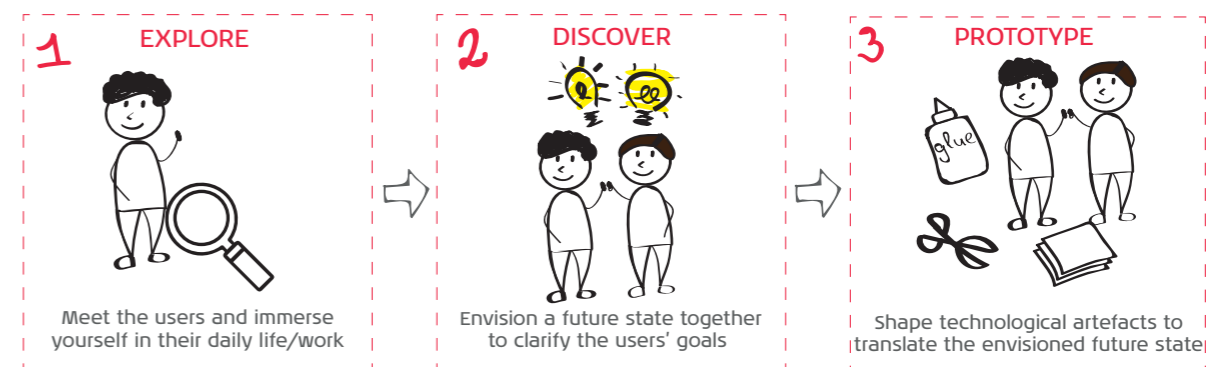 1
EXPLORE
Meet the users and immerse
yourself in their daily life/work
2
DISCOVER
Envision a future state together
to clarify the users' goals
3
PROTOTYPE
glue
Shape technological artefacts to
translate the envisioned future state